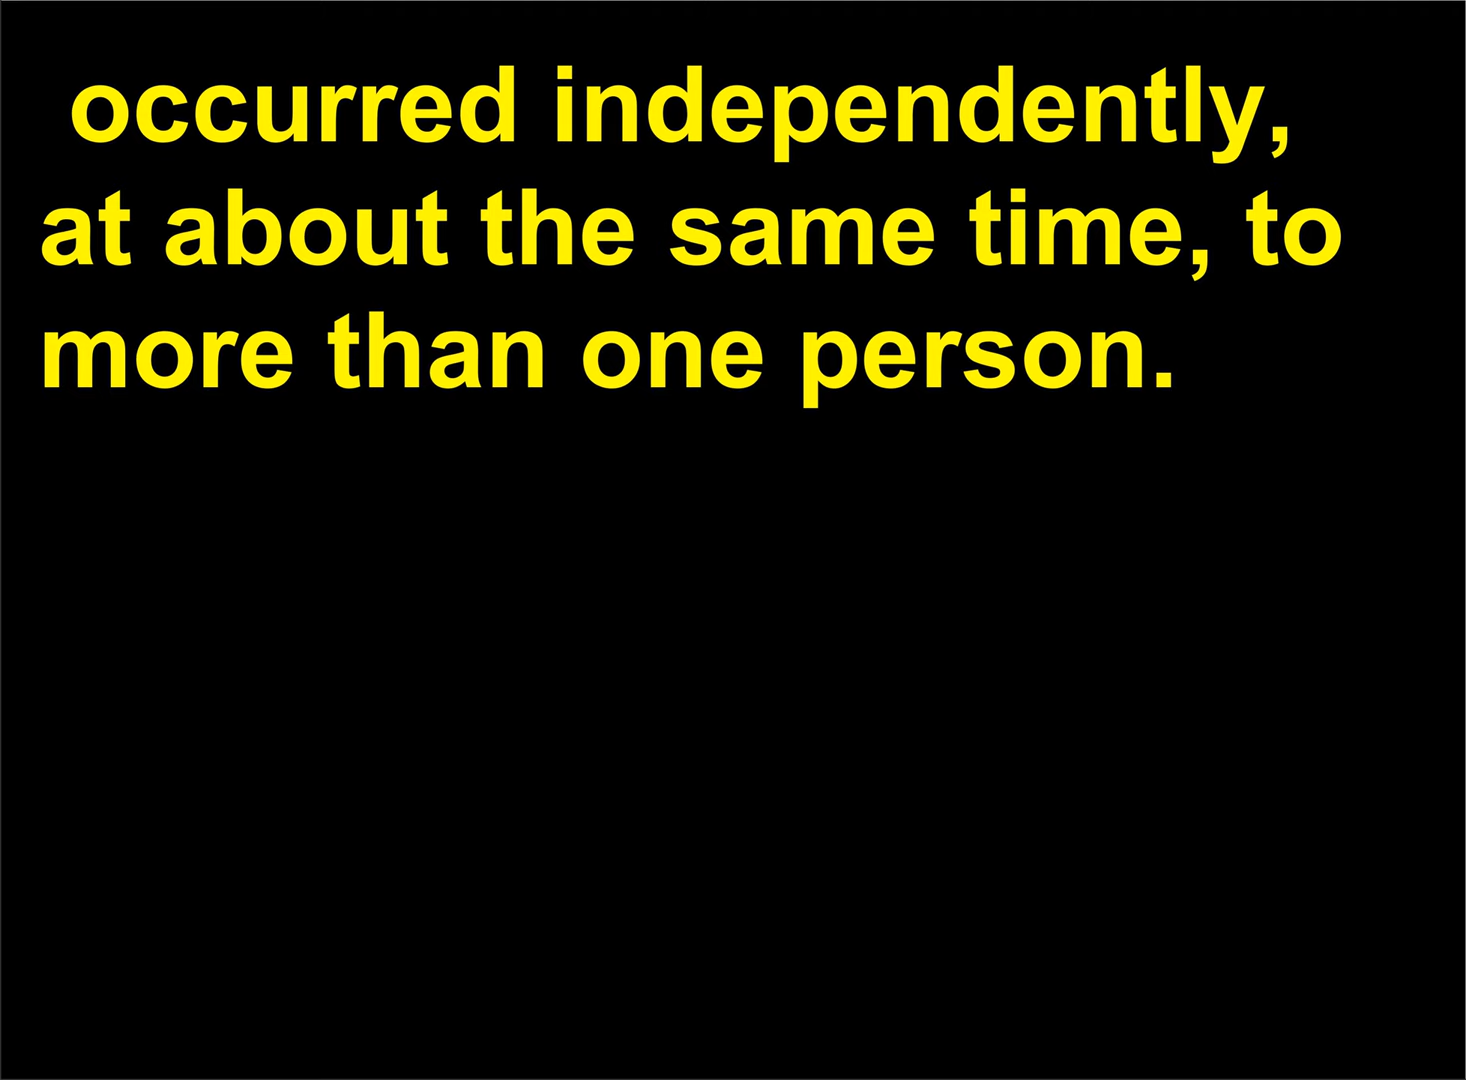 occurred independently,
at about the same time, to
more than one person.